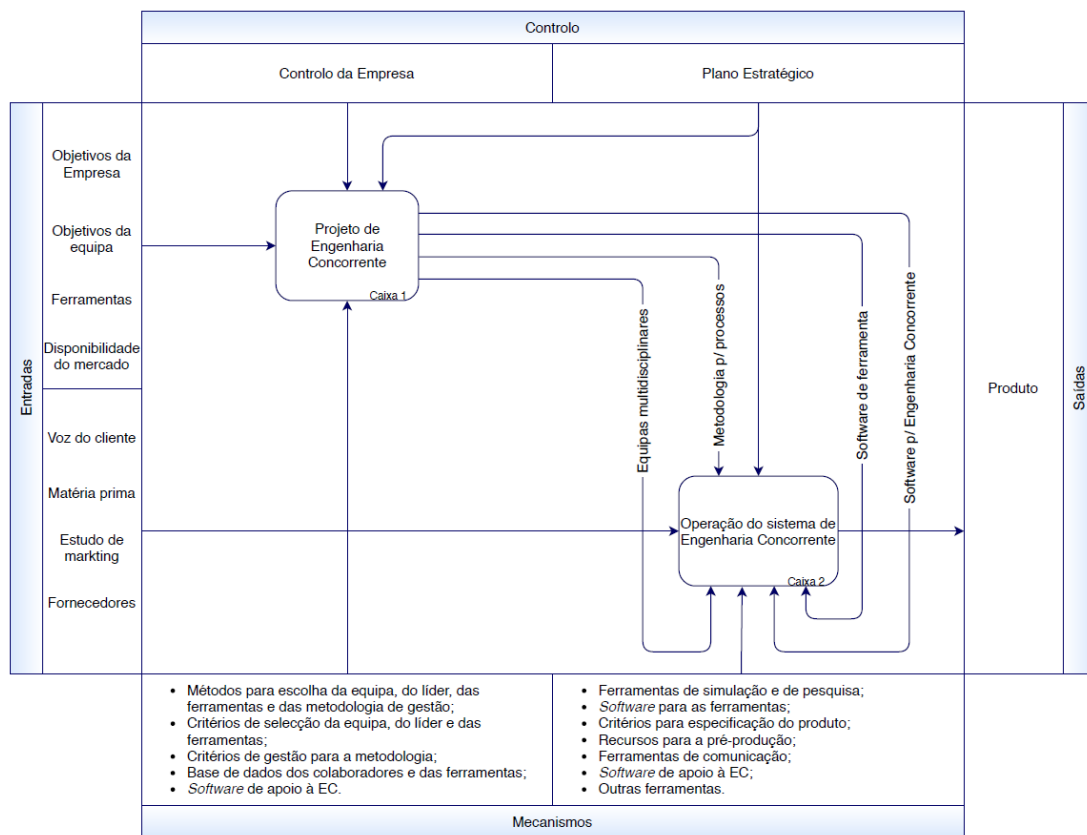 Controlo
Controlo da Empresa
Plano Estratégico
Entradas
Objetivos da
Empresa
Objetivos da
equipa
Ferramentas
Disponibilidade
do mercado
Voz do cliente
Matéria prima
Estudo de
markting
Fornecedores
Projeto de
Engenharia
Concorrente
Caixa 1
Equipas multidisciplinares
Metodologia p/ processos
Software de ferramenta
Software p/ Engenharia Concorrente
Operação do sistema de
Engenharia Concorrente
Caixa 2
Produto
Saídas
• Métodos para escolha da equipa, do líder, das
ferramentas e das metodologia de gestão;
• Critérios de selecção da equipa, do líder e das
ferramentas;
• Critérios de gestão para a metodologia;
• Base de dados dos colaboradores e das ferramentas;
• Software de apoio à EC.
• Ferramentas de simulação e de pesquisa;
• Software para as ferramentas;
• Critérios para especificação do produto;
• Recursos para a pré-produção;
• Ferramentas de comunicação;
• Software de apoio à EC;
• Outras ferramentas.
Mecanismos